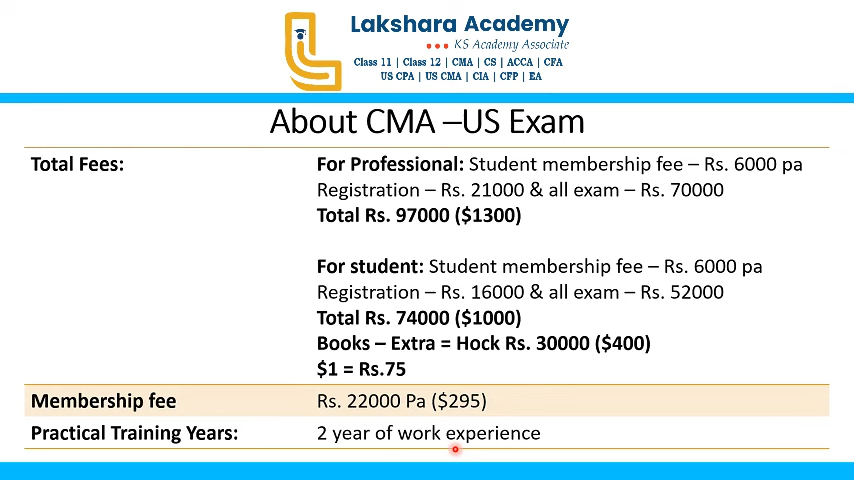 Lakshara Academy
KS Academy Associate
Class 11 | Class 12 | CMA | CS | ACCA | CFA
US CPA | US CMA | CIA | CFP | EA
About CMA –US Exam
Total Fees:
For Professional: Student membership fee – Rs. 6000 pa
Registration – Rs. 21000 & all exam – Rs. 70000
Total Rs. 97000 ($1300)
For student: Student membership fee – Rs. 6000 pa
Registration – Rs. 16000 & all exam – Rs. 52000
Total Rs. 74000 ($1000)
Books – Extra = Hock Rs. 30000 ($400)
$1 = Rs.75
Membership fee Rs. 22000 Pa ($295)
Practical Training Years: 2 year of work experience